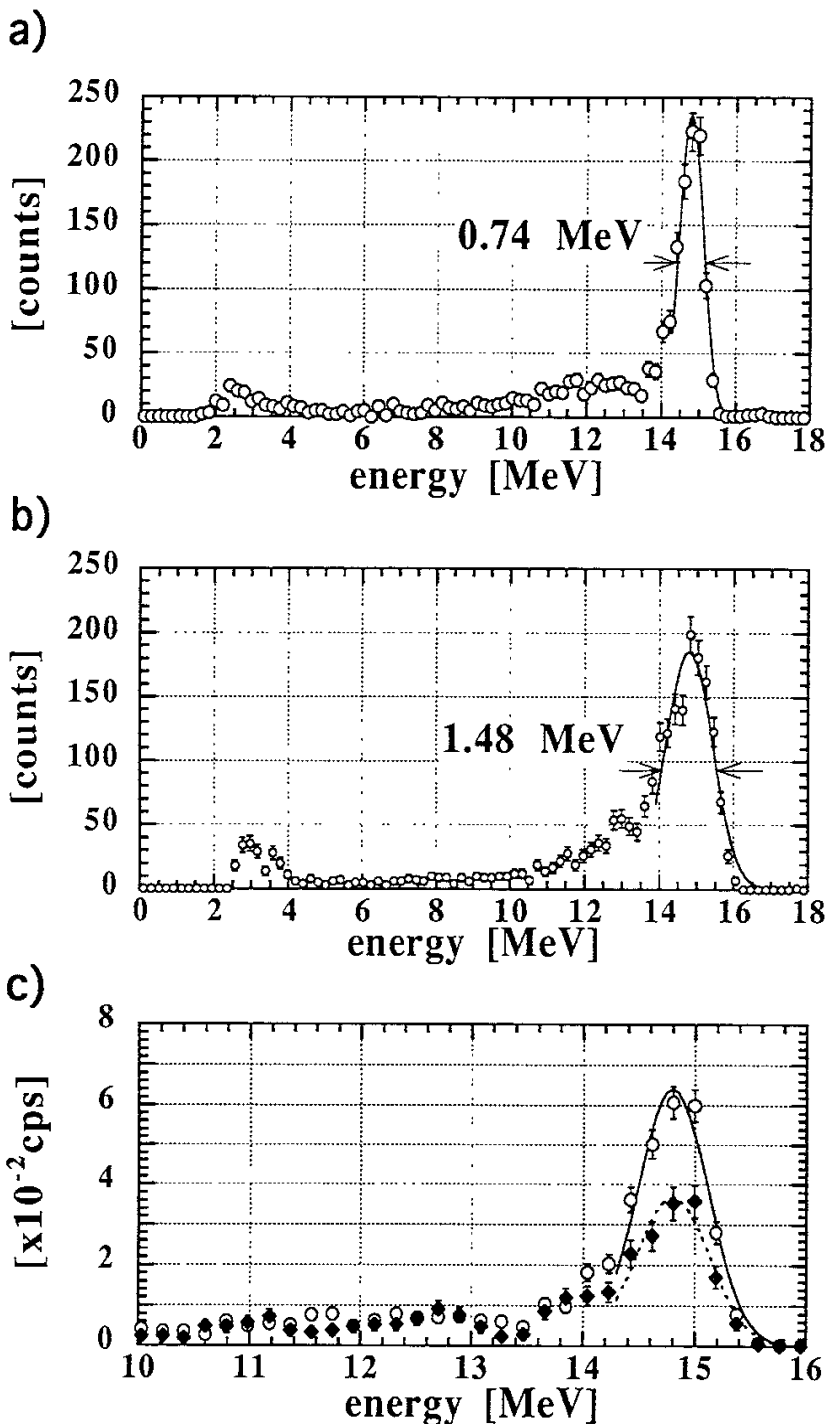 a)
250
200
150
100
50
0
[counts]
0.74 MeV
0 2 4 6 8 10 12 14 16 18
energy [MeV]
b)
250
200
150
100
50
0
[counts]
1.48 MeV
0 2 4 6 8 10 12 14 16 18
energy [MeV]
c)
8
6
4
2
0
[x10⁻²cps]
10 11 12 13 14 15 16
energy [MeV]